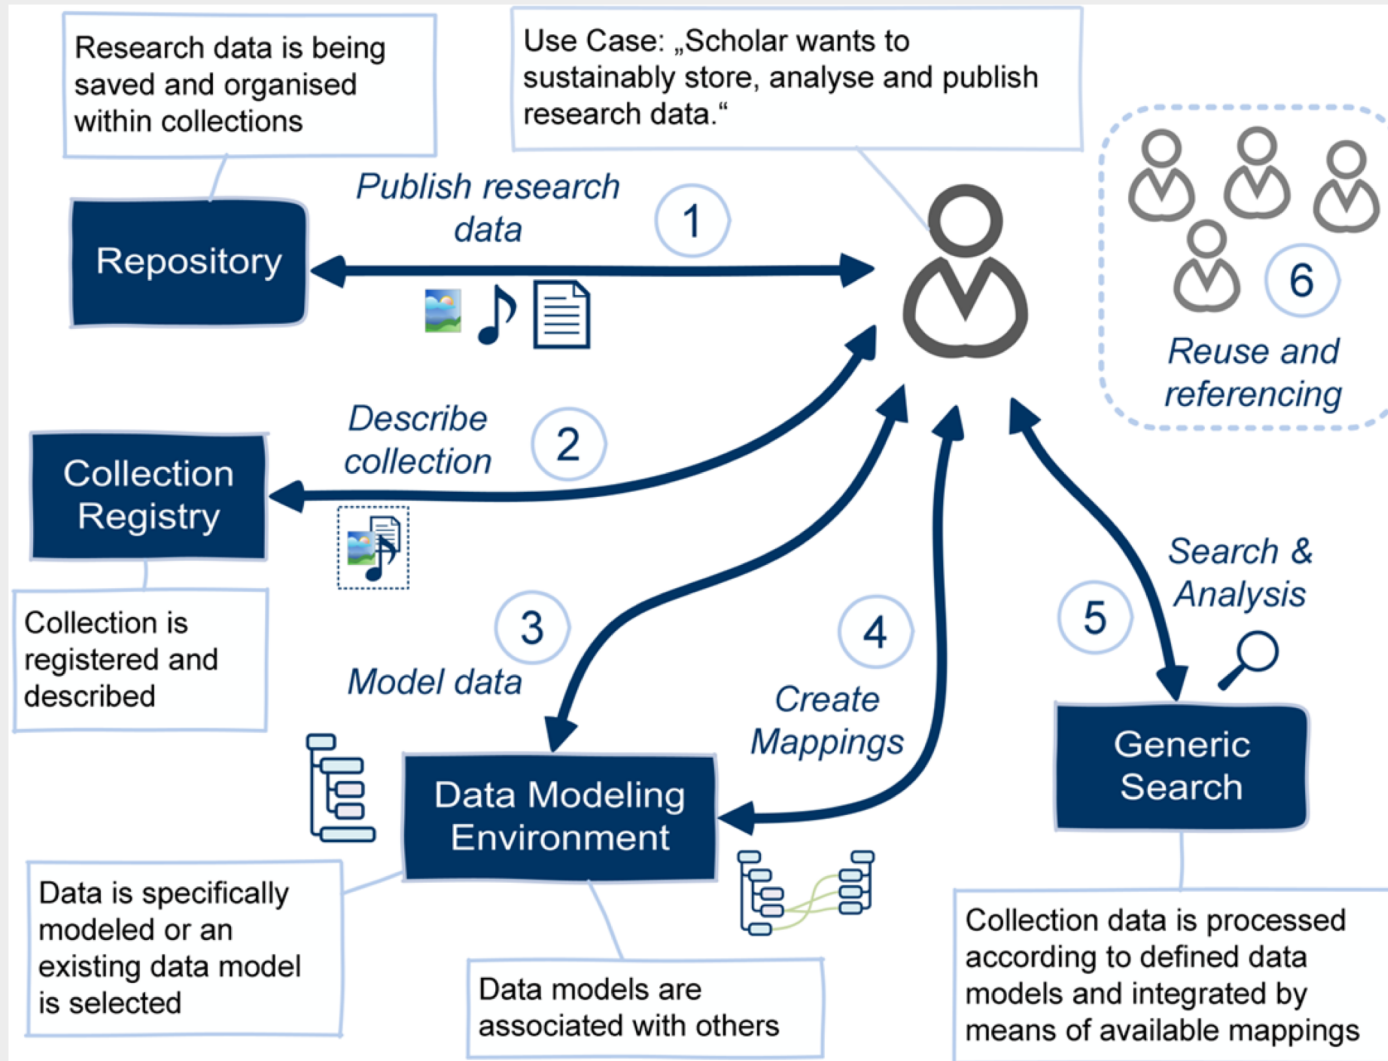 Research data is being
saved and organised
within collections
Use Case: „Scholar wants to
sustainably store, analyse and publish
research data.“
Publish research
data
1
Repository
6
Reuse and
referencing
Describe
collection
2
Collection
Registry
Collection is
registered and
described
3
Model data
4
Create
Mappings
5
Search &
Analysis
Data Modeling
Environment
Generic
Search
Data is specifically
modeled or an
existing data model
is selected
Data models are
associated with others
Collection data is processed
according to defined data
models and integrated by
means of available mappings